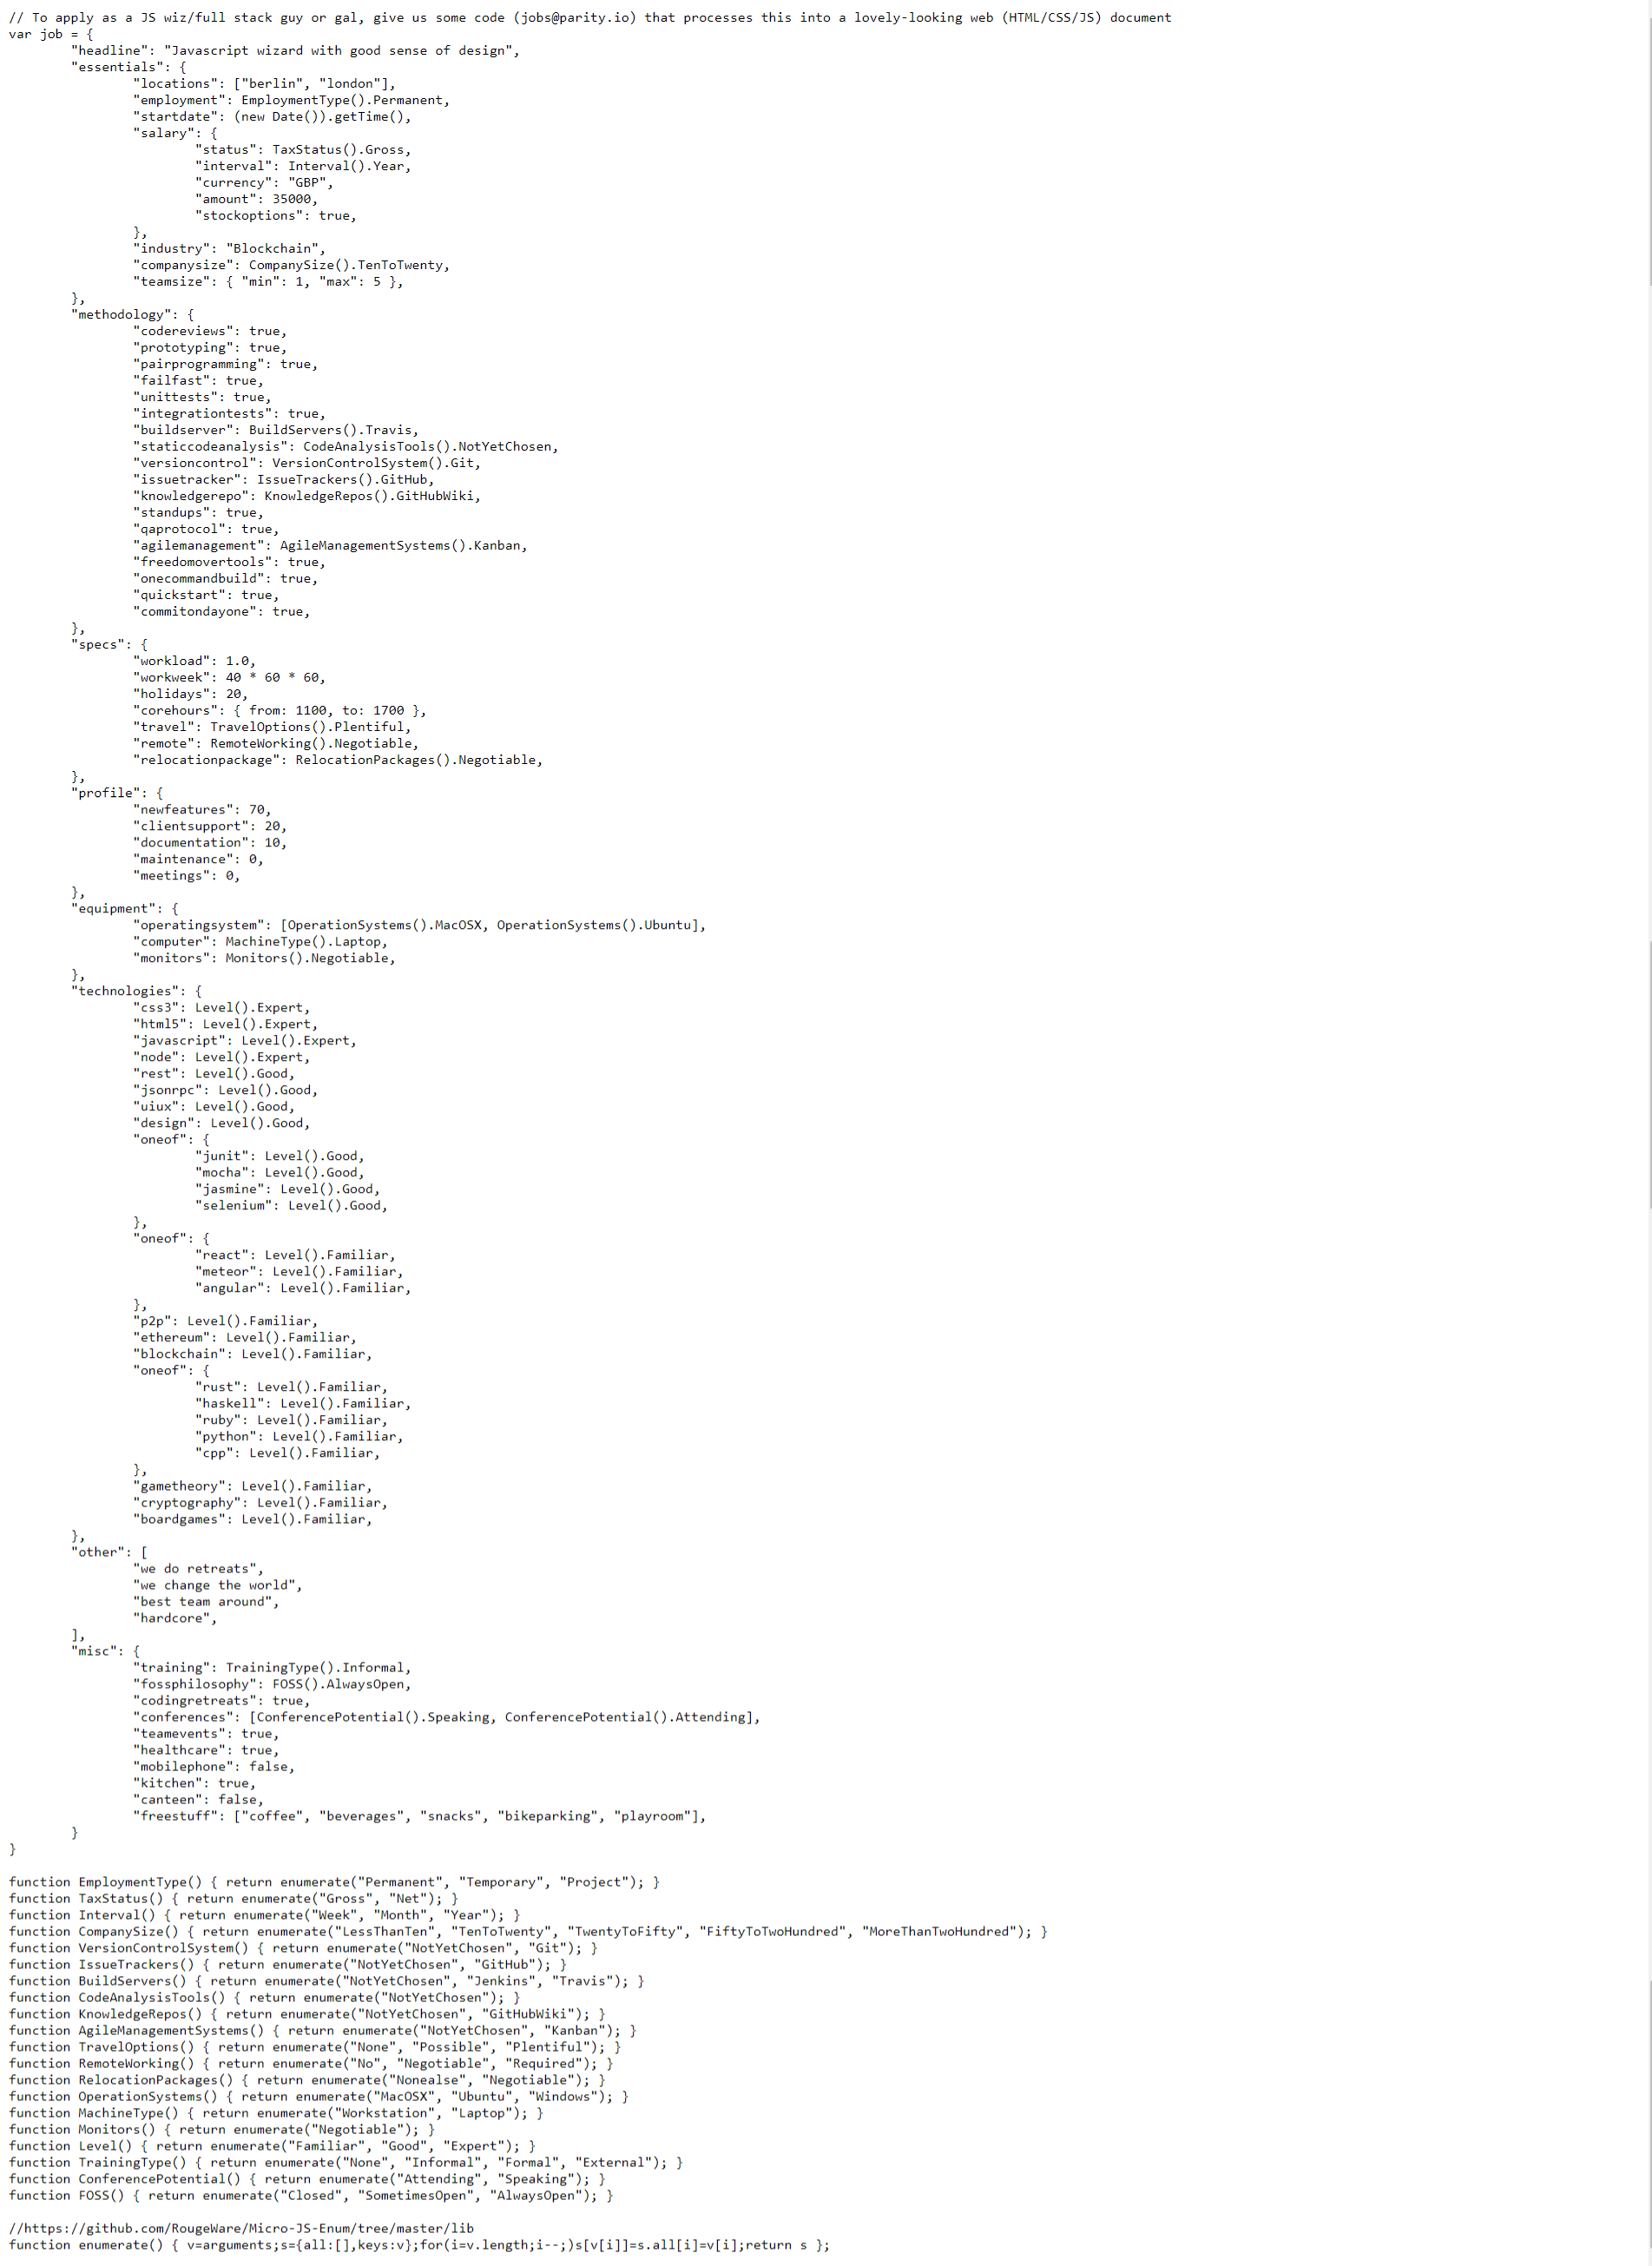 // To apply as a JS wiz/full stack guy or gal, give us some code (jobs@parity.io) that processes this into a lovely-looking web (HTML/CSS/JS) document
var job = {
	"headline": "Javascript wizard with good sense of design",
	"essentials": {
		"locations": ["berlin", "london"],
		"employment": EmploymentType().Permanent,
		"startdate": (new Date()).getTime(),
		"salary": {
			"status": TaxStatus().Gross,
			"interval": Interval().Year,
			"currency": "GBP",
			"amount": 35000,
			"stockoptions": true,
		},
		"industry": "Blockchain",
		"companysize": CompanySize().TenToTwenty,
		"teamsize": { "min": 1, "max": 5 },
	},
	"methodology": {
		"codereviews": true,
		"prototyping": true,
		"pairprogramming": true,
		"failfast": true,
		"unittests": true,
		"integrationtests": true,
		"buildserver": BuildServers().Travis,
		"staticcodeanalysis": CodeAnalysisTools().NotYetChosen,
		"versioncontrol": VersionControlSystem().Git,
		"issuetracker": IssueTrackers().GitHub,
		"knowledgerepo": KnowledgeRepos().GitHubWiki,
		"standups": true,
		"qaprotocol": true,
		"agilemanagement": AgileManagementSystems().Kanban,
		"freedomovertools": true,
		"onecommandbuild": true,
		"quickstart": true,
		"commitondayone": true,
	},
	"specs": {
		"workload": 1.0,
		"workweek": 40 * 60 * 60,
		"holidays": 20,
		"corehours": { from: 1100, to: 1700 },
		"travel": TravelOptions().Plentiful,
		"remote": RemoteWorking().Negotiable,
		"relocationpackage": RelocationPackages().Negotiable,
	},
	"profile": {
		"newfeatures": 70,
		"clientsupport": 20,
		"documentation": 10,
		"maintenance": 0,
		"meetings": 0,
	},
	"equipment": {
		"operatingsystem": [OperationSystems().MacOSX, OperationSystems().Ubuntu],
		"computer": MachineType().Laptop,
		"monitors": Monitors().Negotiable,
	},
	"technologies": {
		"css3": Level().Expert,
		"html5": Level().Expert,
		"javascript": Level().Expert,
		"node": Level().Expert,
		"rest": Level().Good,
		"jsonrpc": Level().Good,
		"uiux": Level().Good,
		"design": Level().Good,
		"oneof": {
			"junit": Level().Good,
			"mocha": Level().Good,
			"jasmine": Level().Good,
			"selenium": Level().Good,
		},
		"oneof": {
			"react": Level().Familiar,
			"meteor": Level().Familiar,
			"angular": Level().Familiar,
		},
		"p2p": Level().Familiar,
		"ethereum": Level().Familiar,
		"blockchain": Level().Familiar,
		"oneof": {
			"rust": Level().Familiar,
			"haskell": Level().Familiar,
			"ruby": Level().Familiar,
			"python": Level().Familiar,
			"cpp": Level().Familiar,
		},
		"gametheory": Level().Familiar,
		"cryptography": Level().Familiar,
		"boardgames": Level().Familiar,
	},
	"other": [
		"we do retreats",
		"we change the world",
		"best team around",
		"hardcore",
	],
	"misc": {
		"training": TrainingType().Informal,
		"fossphilosophy": FOSS().AlwaysOpen,
		"codingretreats": true,
		"conferences": [ConferencePotential().Speaking, ConferencePotential().Attending],
		"teamevents": true,
		"healthcare": true,
		"mobilephone": false,
		"kitchen": true,
		"canteen": false,
		"freestuff": ["coffee", "beverages", "snacks", "bikeparking", "playroom"],
	}
}

function EmploymentType() { return enumerate("Permanent", "Temporary", "Project"); }
function TaxStatus() { return enumerate("Gross", "Net"); }
function Interval() { return enumerate("Week", "Month", "Year"); }
function CompanySize() { return enumerate("LessThanTen", "TenToTwenty", "TwentyToFifty", "FiftyToTwoHundred", "MoreThanTwoHundred"); }
function VersionControlSystem() { return enumerate("NotYetChosen", "Git"); }
function IssueTrackers() { return enumerate("NotYetChosen", "GitHub"); }
function BuildServers() { return enumerate("NotYetChosen", "Jenkins", "Travis"); }
function CodeAnalysisTools() { return enumerate("NotYetChosen"); }
function KnowledgeRepos() { return enumerate("NotYetChosen", "GitHubWiki"); }
function AgileManagementSystems() { return enumerate("NotYetChosen", "Kanban"); }
function TravelOptions() { return enumerate("None", "Possible", "Plentiful"); }
function RemoteWorking() { return enumerate("No", "Negotiable", "Required"); }
function RelocationPackages() { return enumerate("Nonealse", "Negotiable"); }
function OperationSystems() { return enumerate("MacOSX", "Ubuntu", "Windows"); }
function MachineType() { return enumerate("Workstation", "Laptop"); }
function Monitors() { return enumerate("Negotiable"); }
function Level() { return enumerate("Familiar", "Good", "Expert"); }
function TrainingType() { return enumerate("None", "Informal", "Formal", "External"); }
function ConferencePotential() { return enumerate("Attending", "Speaking"); }
function FOSS() { return enumerate("Closed", "SometimesOpen", "AlwaysOpen"); }

//https://github.com/RougeWare/Micro-JS-Enum/tree/master/lib
function enumerate() { v=arguments;s={all:[],keys:v};for(i=v.length;i--;)s[v[i]]=s.all[i]=v[i];return s };